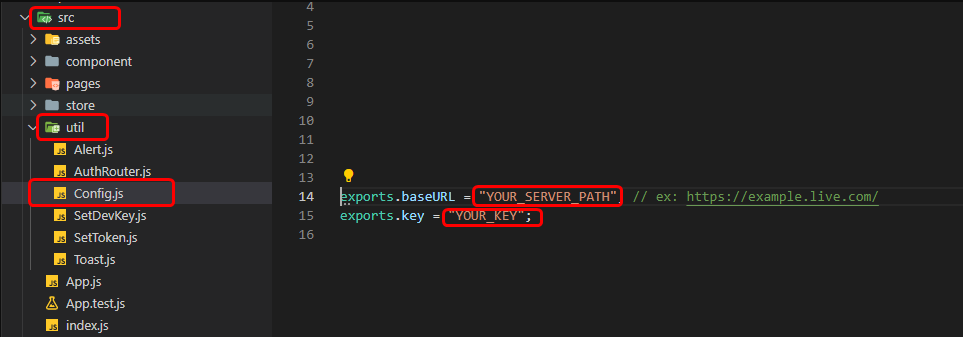 src
assets
component
pages
store
util
JS Alert.js
JS AuthRouter.js
JS Config.js
JS SetDevKey.js
JS SetToken.js
JS Toast.js
JS App.js
App.test.js
JS index.js
4
5
6
7
8
9
10
11
12
13
14 exports.baseURL = "YOUR_SERVER_PATH" // ex: https://example.live.com/
15 exports.key = "YOUR_KEY";
16